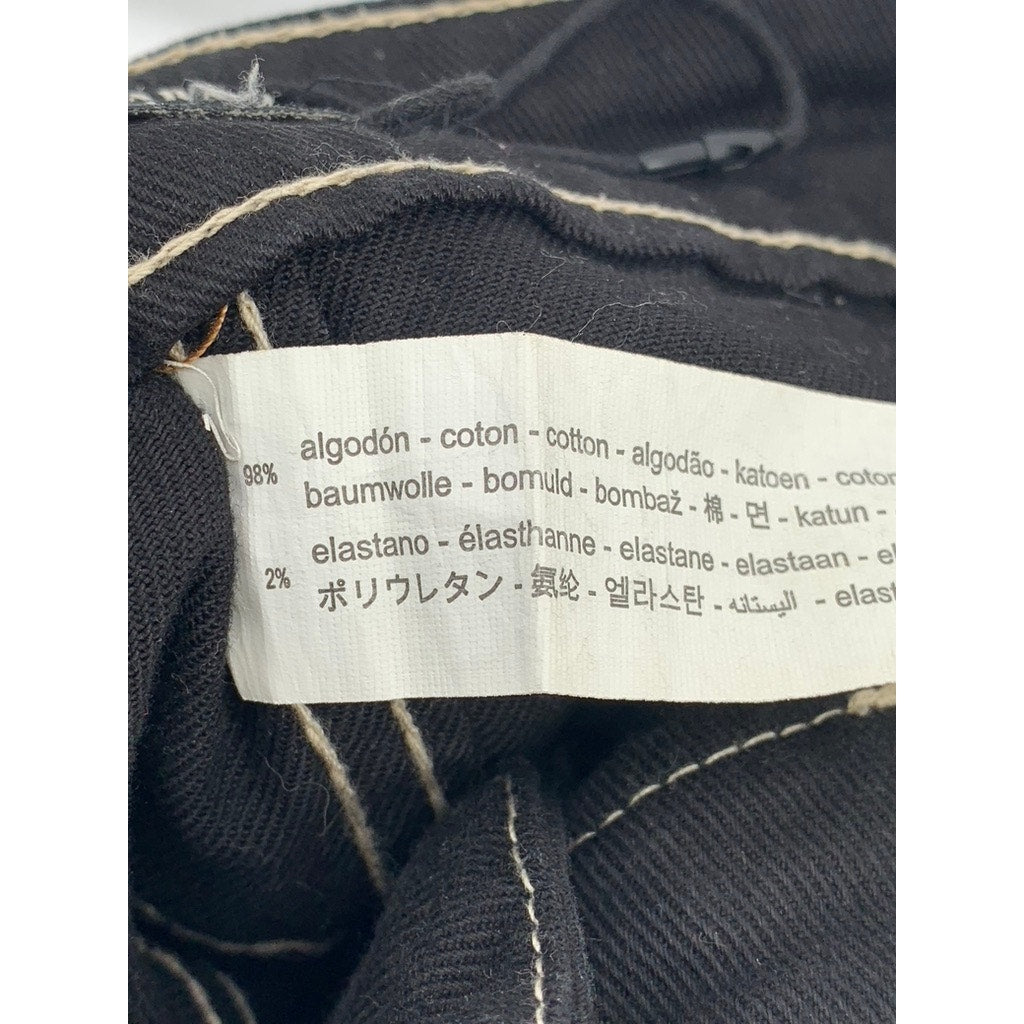 98% algodón - coton - cotton - algodão - katoen - coton
baumwolle - bomuld - bombaž - 棉 - 면 - katun -
2% elastano - élasthanne - elastane - elastaan - el
ポリウレタン - 氨纶 - 엘라스탄 - اليستانه - elast